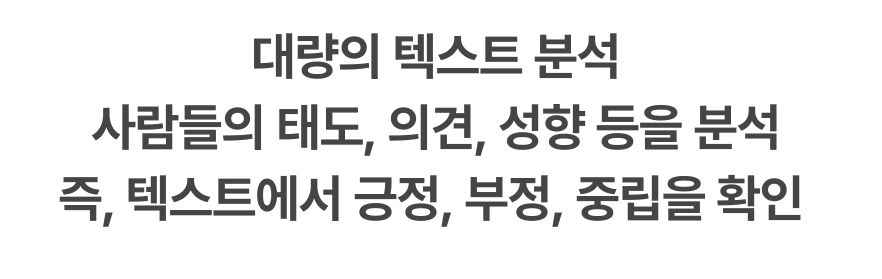 대량의 텍스트 분석
사람들의 태도, 의견, 성향 등을 분석
즉, 텍스트에서 긍정, 부정, 중립을 확인